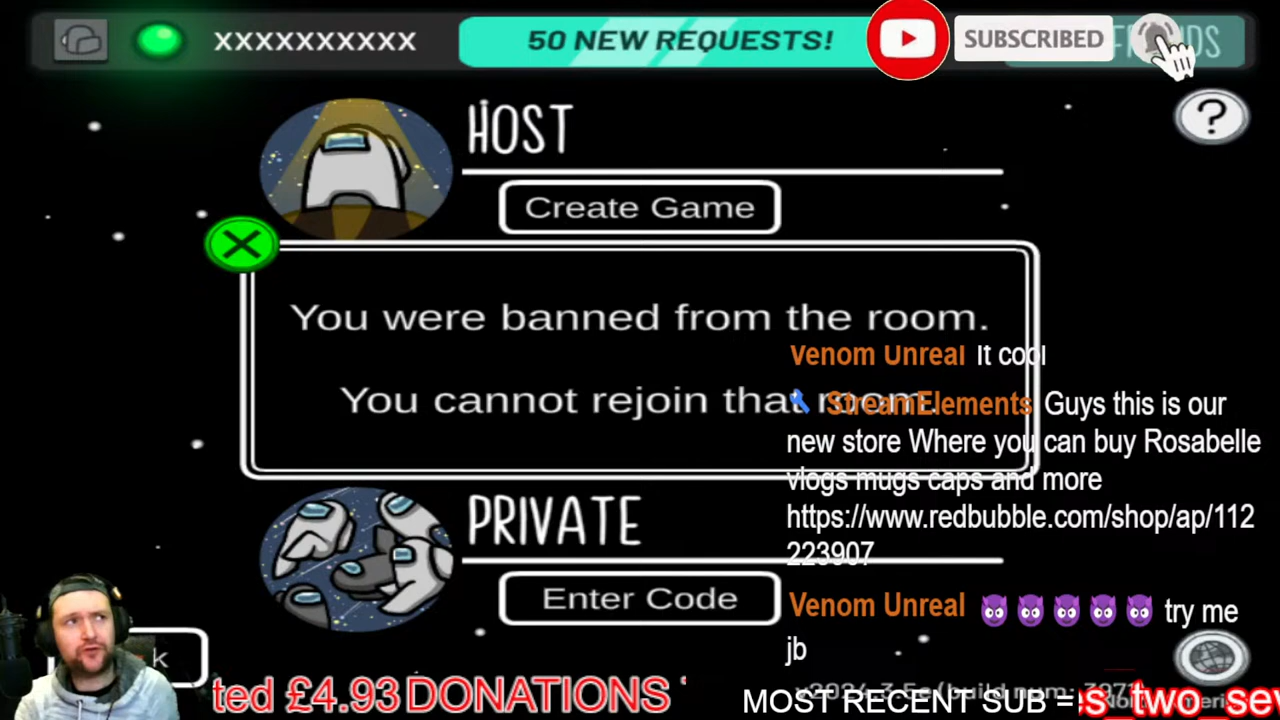 xxxxxxxxxx
50 NEW REQUESTS!
SUBSCRIBED
?
HOST
Create Game
You were banned from the room.
You cannot rejoin that room.
Venom Unreal It cool
StreamElements Guys this is our
new store Where you can buy Rosabelle
vlogs mugs caps and more
https://www.redbubble.com/shop/ap/112
223907
PRIVATE
Enter Code
Venom Unreal 😈😈😈😈😈 try me
jb
ted £4.93 DONATIONS
MOST RECENT SUB =
s two se